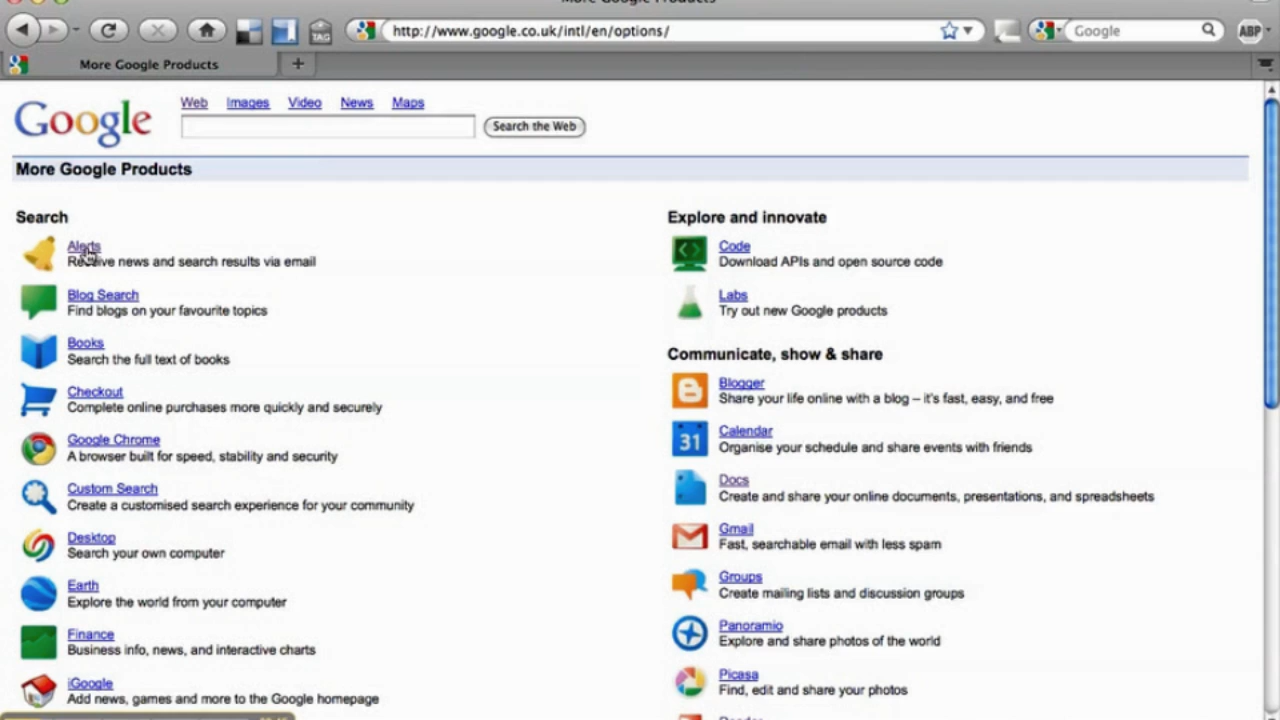 More Google Products
TAG
http://www.google.co.uk/intl/en/options/
Google
ABP
More Google Products
Google
Web Images Video News Maps
Search the Web
More Google Products
Search
Alerts
Receive news and search results via email
Blog Search
Find blogs on your favourite topics
Books
Search the full text of books
Checkout
Complete online purchases more quickly and securely
Google Chrome
A browser built for speed, stability and security
Custom Search
Create a customised search experience for your community
Desktop
Search your own computer
Earth
Explore the world from your computer
Finance
Business info, news, and interactive charts
iGoogle
Add news, games and more to the Google homepage
Explore and innovate
Code
Download APIs and open source code
Labs
Try out new Google products
Communicate, show & share
Blogger
Share your life online with a blog – it's fast, easy, and free
31
Calendar
Organise your schedule and share events with friends
Docs
Create and share your online documents, presentations, and spreadsheets
Gmail
Fast, searchable email with less spam
Groups
Create mailing lists and discussion groups
Panoramio
Explore and share photos of the world
Picasa
Find, edit and share your photos